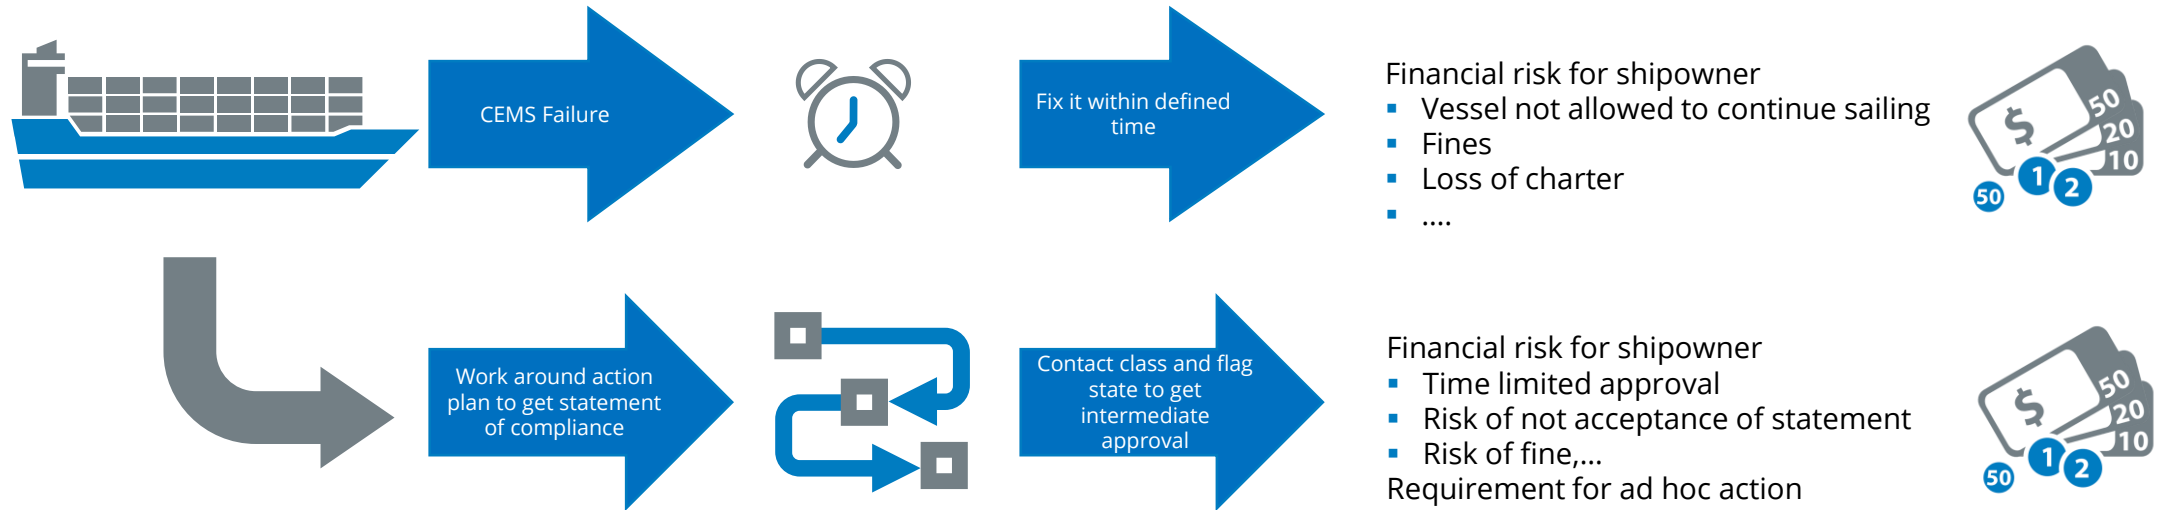 CEMS Failure
Fix it within defined
time
Financial risk for shipowner
▪ Vessel not allowed to continue sailing
▪ Fines
▪ Loss of charter
▪ ....
$ 50
20
10
1
2
50
Work around action
plan to get statement
of compliance
Contact class and flag
state to get
intermediate
approval
Financial risk for shipowner
▪ Time limited approval
▪ Risk of not acceptance of statement
▪ Risk of fine,...
Requirement for ad hoc action
$ 50
20
10
1
2
50